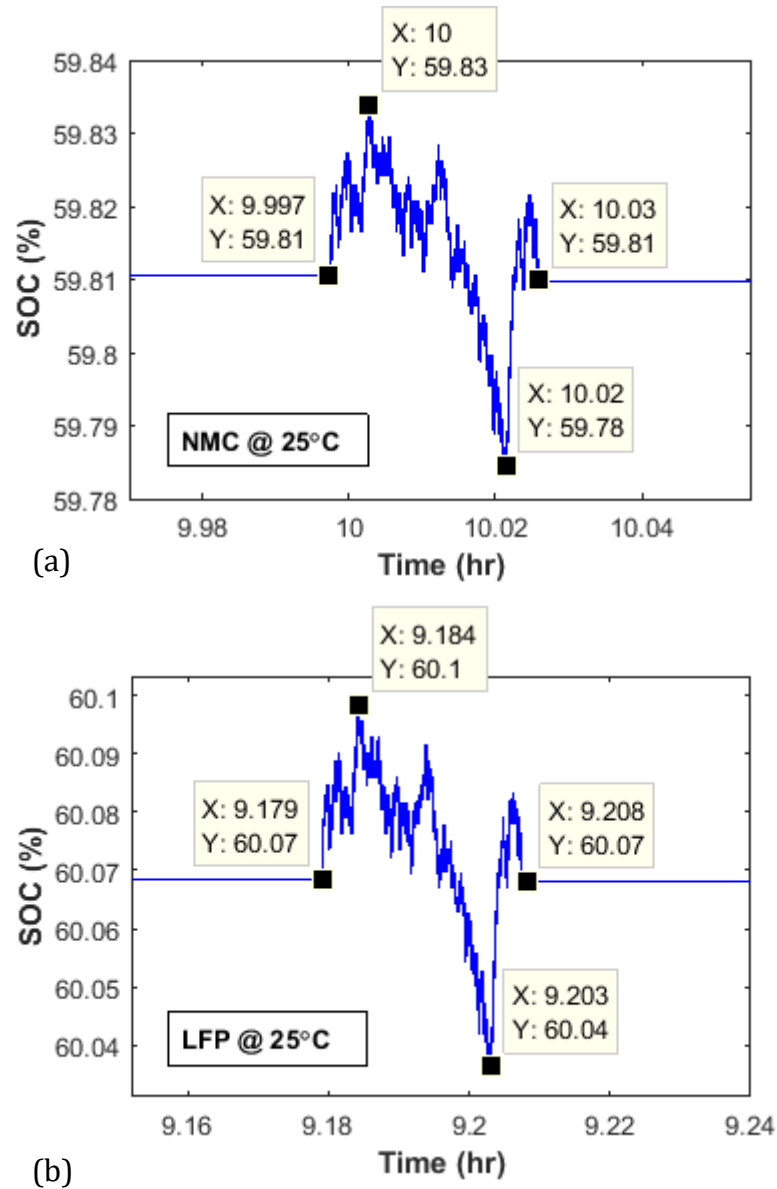 X: 10
Y: 59.83
59.84
59.83
59.82
59.81
59.8
59.79
59.78
SOC (%)
X: 9.997
Y: 59.81
X: 10.03
Y: 59.81
X: 10.02
Y: 59.78
NMC @ 25°C
9.98
10
10.02
10.04
Time (hr)
(a)
X: 9.184
Y: 60.1
60.1
60.09
60.08
60.07
60.06
60.05
60.04
SOC (%)
X: 9.179
Y: 60.07
X: 9.208
Y: 60.07
X: 9.203
Y: 60.04
LFP @ 25°C
9.16
9.18
9.2
9.22
9.24
Time (hr)
(b)